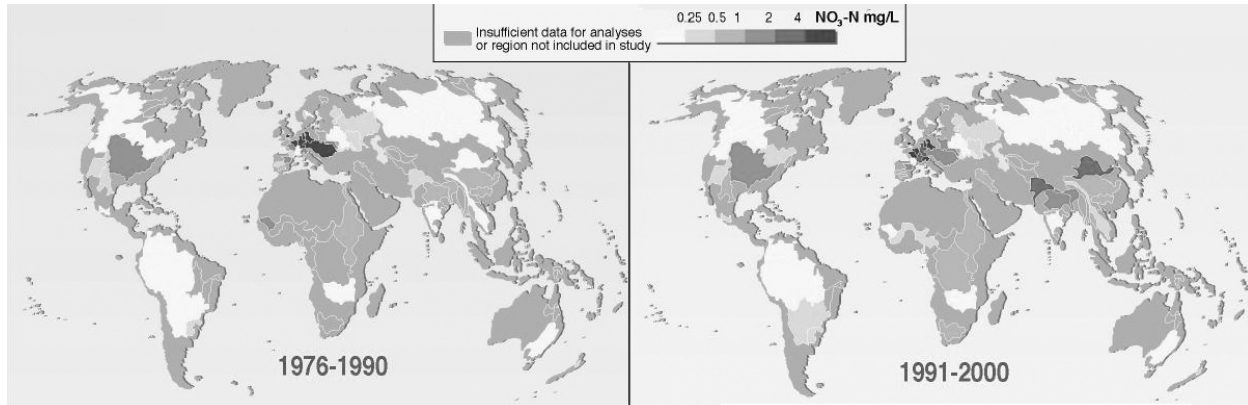 0.25 0.5 1 2 4 NO₃-N mg/L
Insufficient data for analyses
or region not included in study
1976-1990
1991-2000